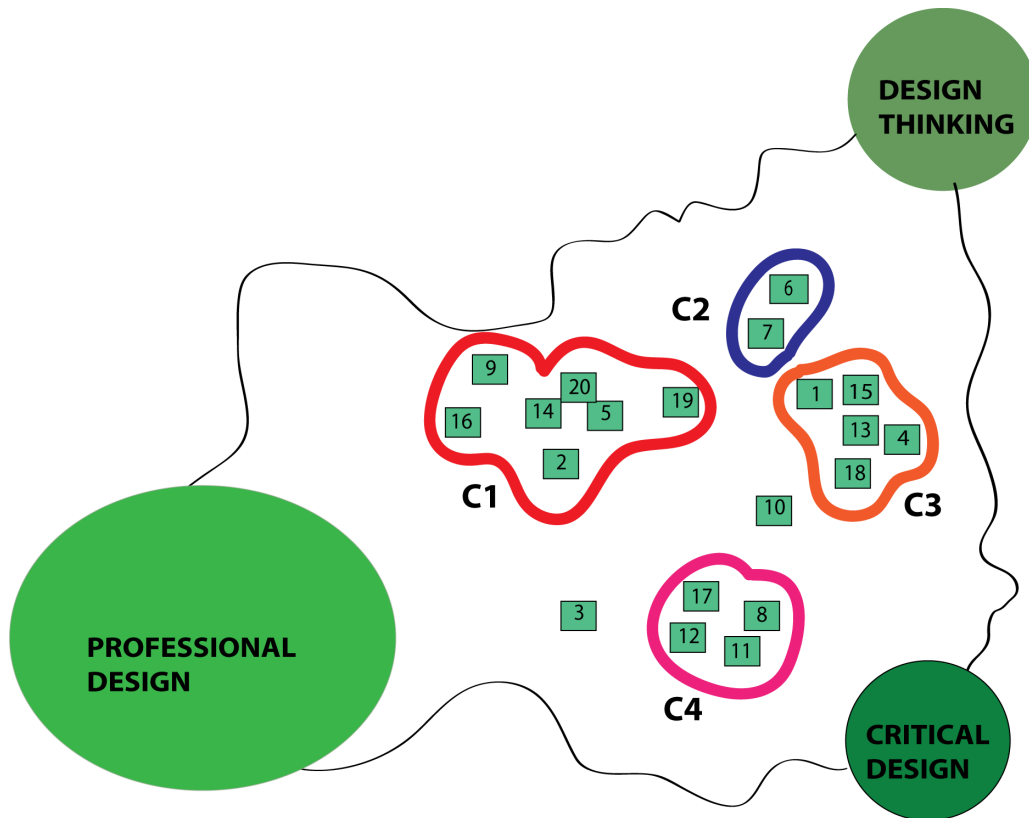 DESIGN
THINKING
6
C2
7
9
20
19
1
15
14
5
16
13
4
2
18
C1
C3
10
17
3
8
12
11
PROFESSIONAL
DESIGN
C4
CRITICAL
DESIGN